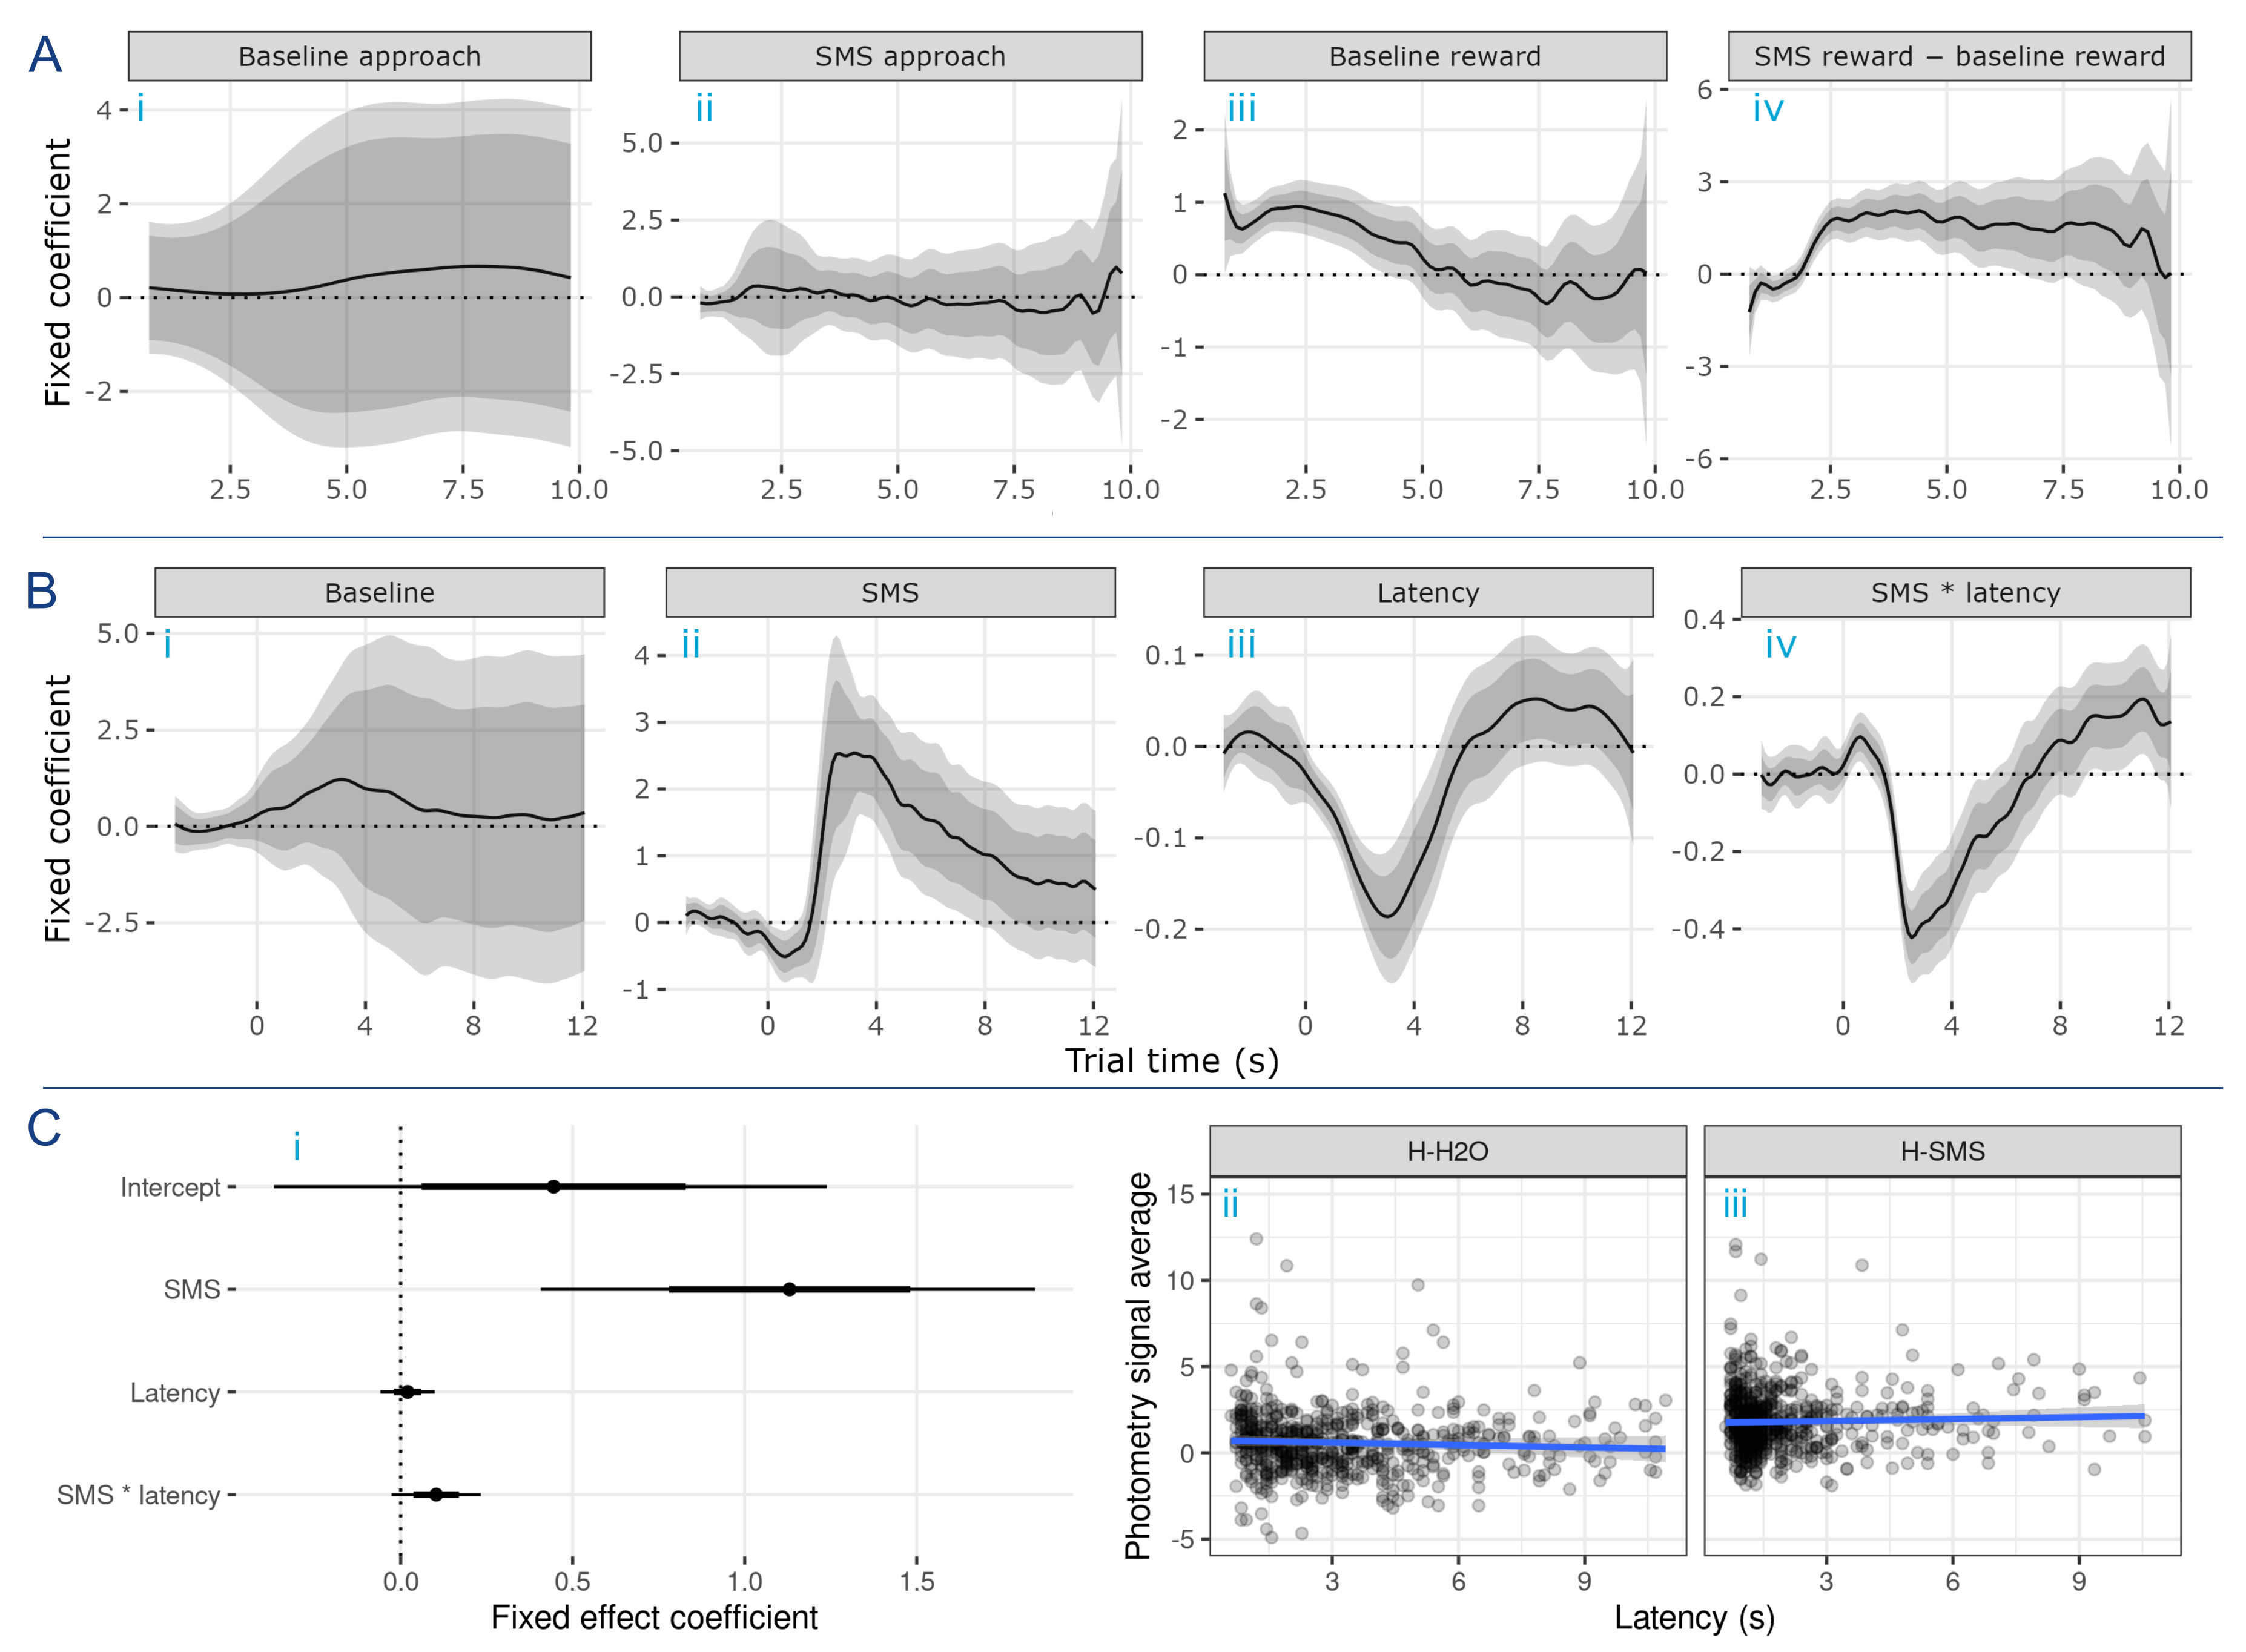 A
Baseline approach
SMS approach
Baseline reward
SMS reward − baseline reward
i
ii
iii
iv
Fixed coefficient
4
2
0
-2
5.0
2.5
0.0
-2.5
-5.0
2
1
0
-1
-2
6
3
0
-3
-6
2.5 5.0 7.5 10.0
2.5 5.0 7.5 10.0
2.5 5.0 7.5 10.0
2.5 5.0 7.5 10.0
B
Baseline
SMS
Latency
SMS * latency
i
ii
iii
iv
Fixed coefficient
5.0
2.5
0.0
-2.5
4
3
2
1
0
-1
0.1
0.0
-0.1
-0.2
0.4
0.2
0.0
-0.2
-0.4
0 4 8 12
0 4 8 12
0 4 8 12
0 4 8 12
Trial time (s)
C
i
Intercept
SMS
Latency
SMS * latency
0.0 0.5 1.0 1.5
Fixed effect coefficient
H-H2O
H-SMS
ii
iii
Photometry signal average
15
10
5
0
-5
3 6 9
3 6 9
Latency (s)